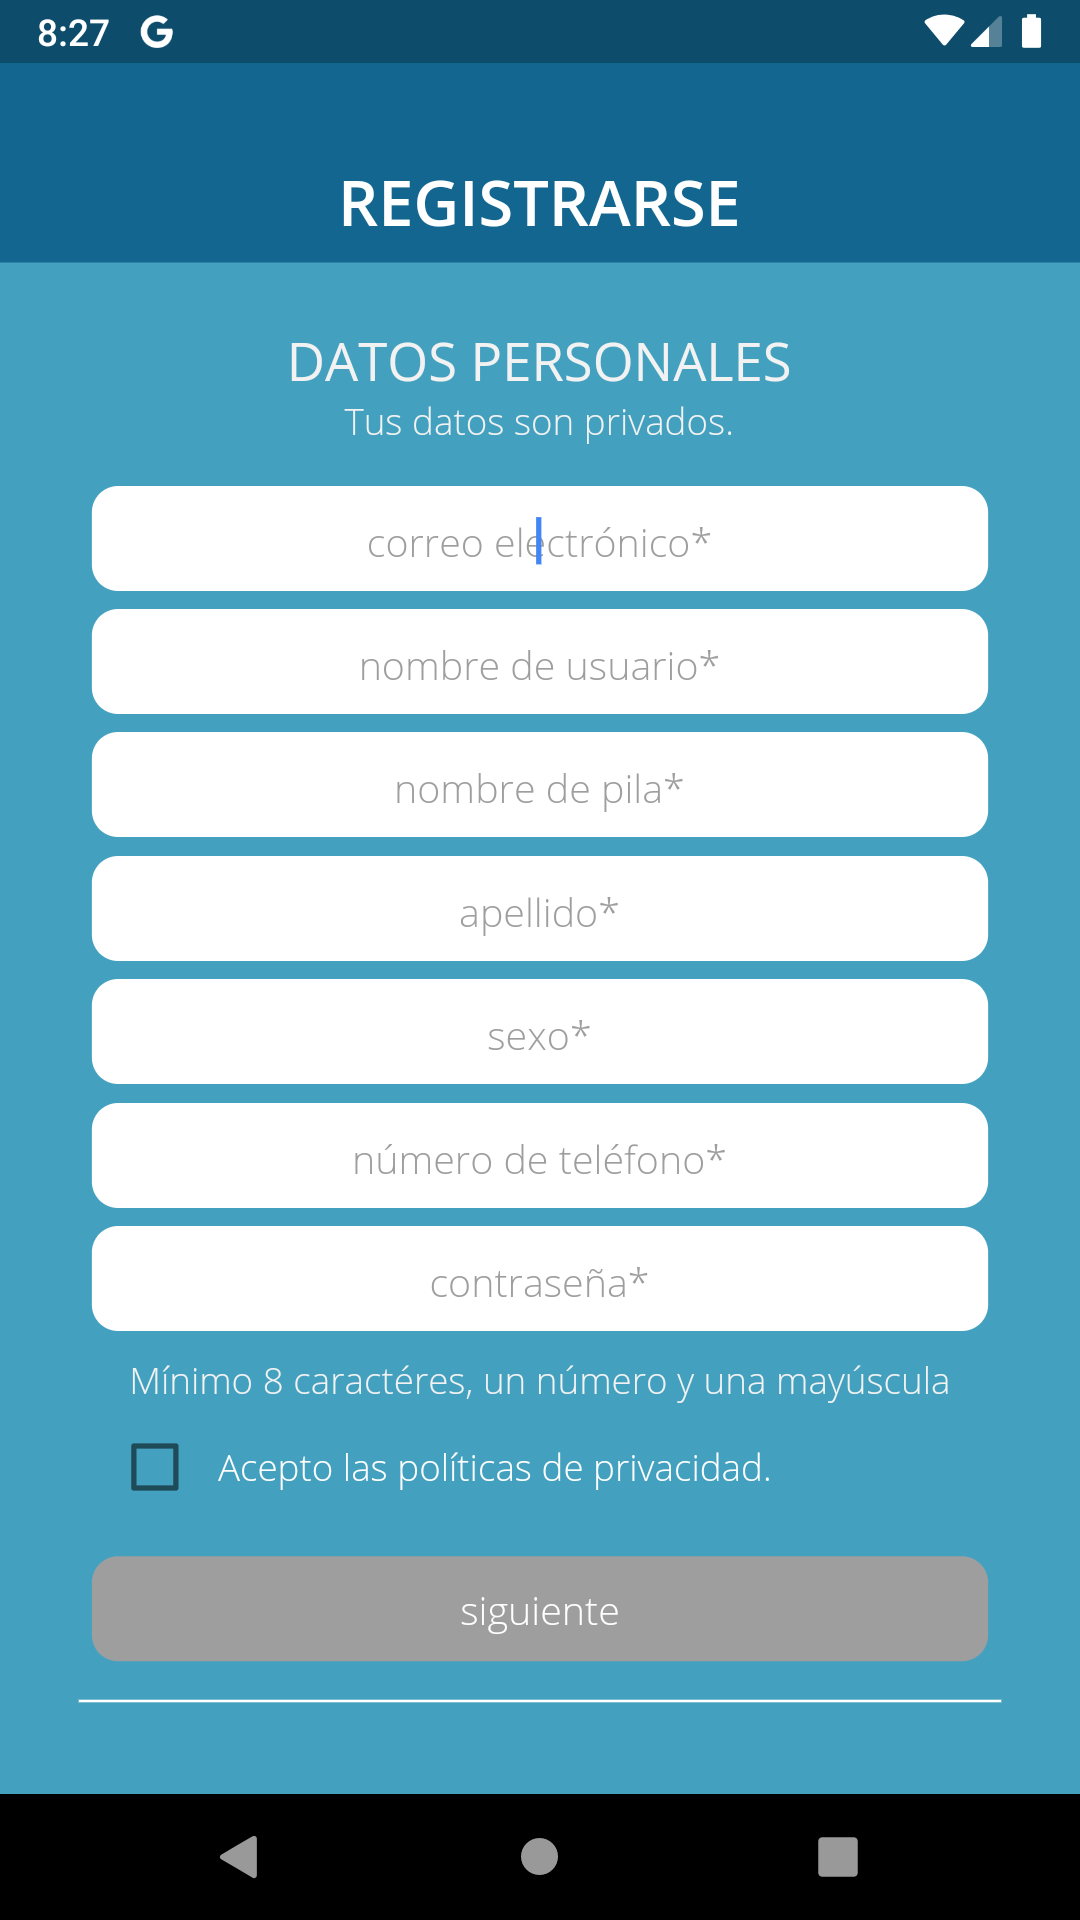 8:27 G
REGISTRARSE
DATOS PERSONALES
Tus datos son privados.
correo electrónico*
nombre de usuario*
nombre de pila*
apellido*
sexo*
número de teléfono*
contraseña*
Mínimo 8 caractéres, un número y una mayúscula
Acepto las políticas de privacidad.
siguiente